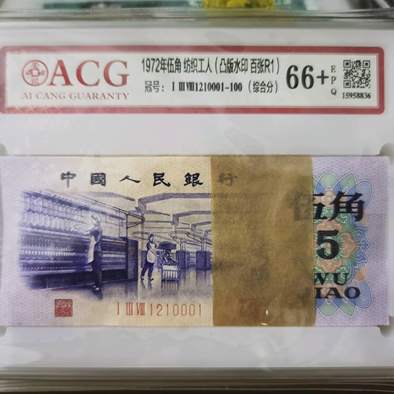 ACG
AI CANG GUARANTY
1972年伍角 纺织工人（凸版水印 百张R1）
冠号： I III VIII 1210001-100 （综合分）
66+
EPQ
15958836
中國人民銀行
伍角
5
WU
JIAO
I III VIII 1210001